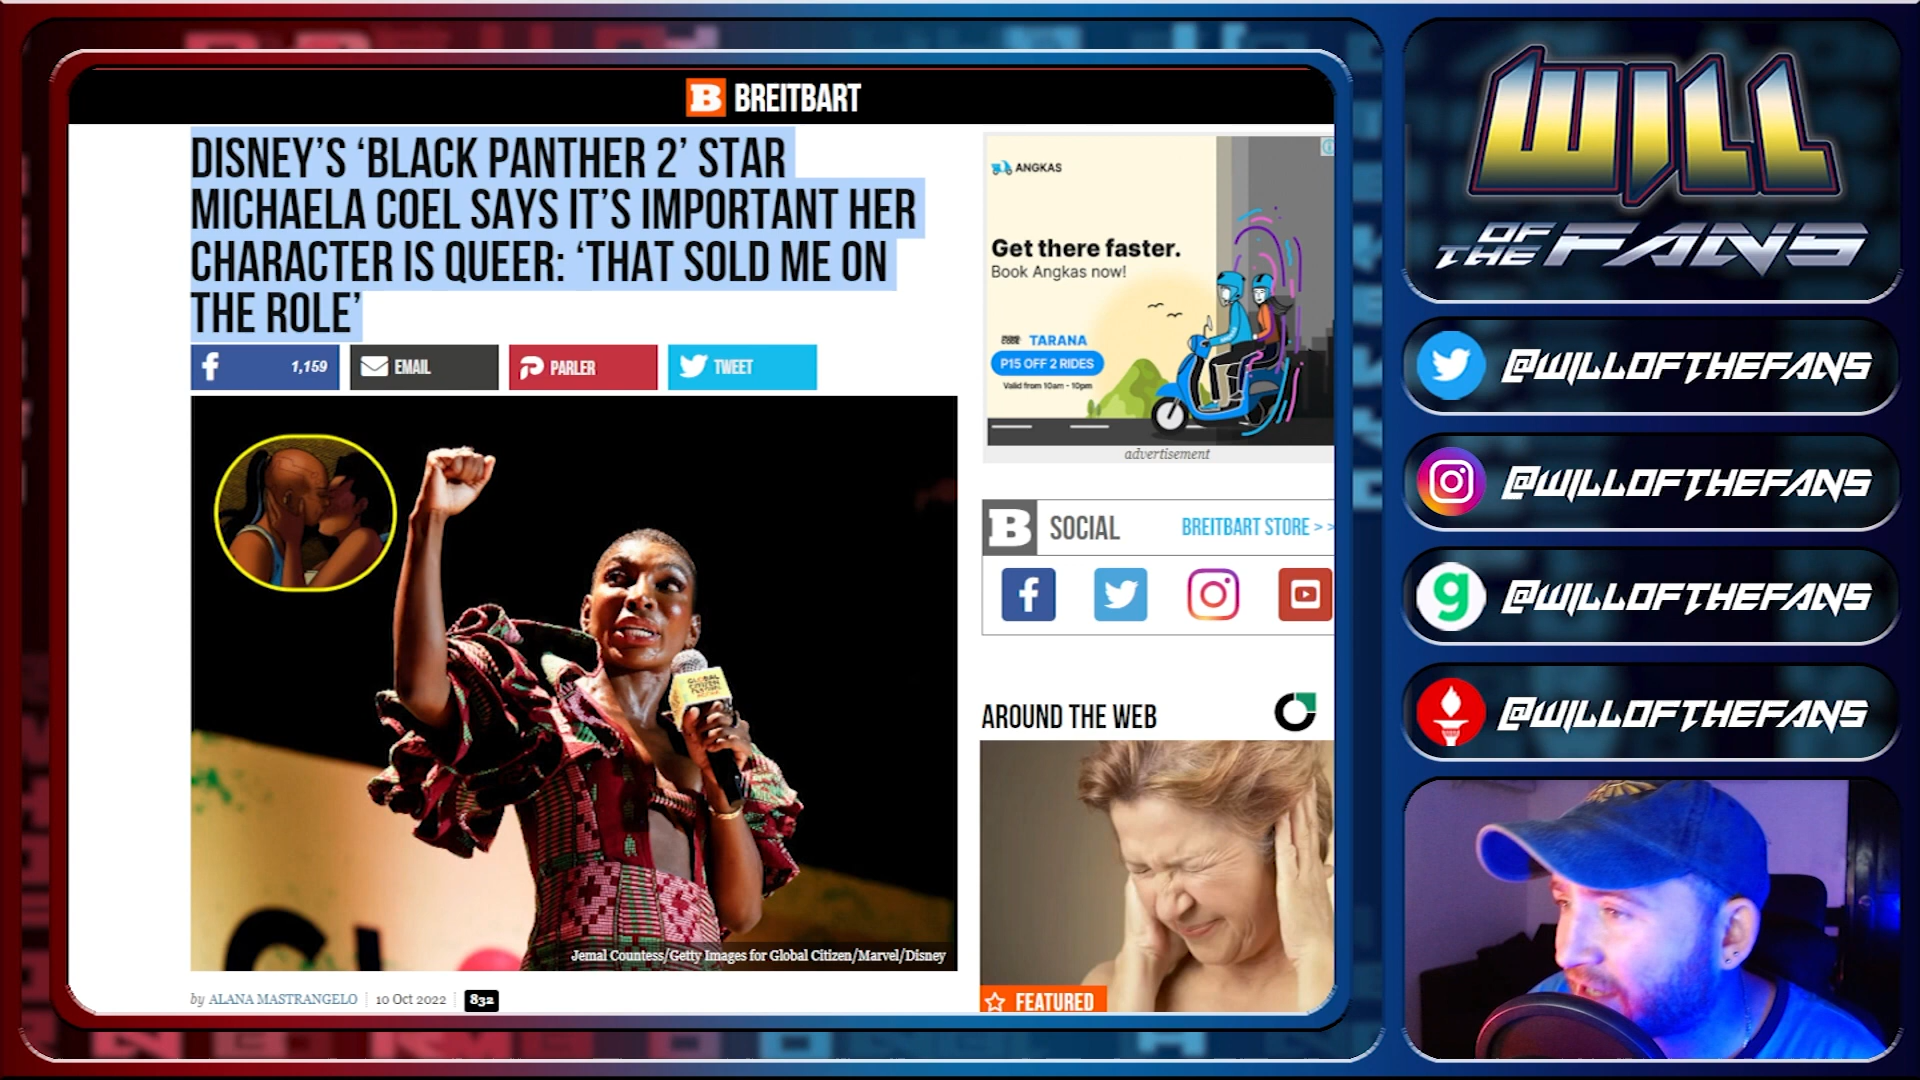 BREITBART
DISNEY'S ‘BLACK PANTHER 2’ STAR
MICHAELA COEL SAYS IT'S IMPORTANT HER
CHARACTER IS QUEER: ‘THAT SOLD ME ON
THE ROLE’
1,159
EMAIL
PARLER
TWEET
GLOBAL
CITIZEN
FESTIVAL
Jemal Countess/Getty Images for Global Citizen/Marvel/Disney
by ALANA MASTRANGELO 10 Oct 2022 832
ANGKAS
Get there faster.
Book Angkas now!
TARANA
P15 OFF 2 RIDES
Valid from 10am - 10pm
advertisement
B SOCIAL BREITBART STORE > >
AROUND THE WEB
FEATURED
WILL
OF THE FANS
@WILLOFTHEFANS
@WILLOFTHEFANS
@WILLOFTHEFANS
@WILLOFTHEFANS